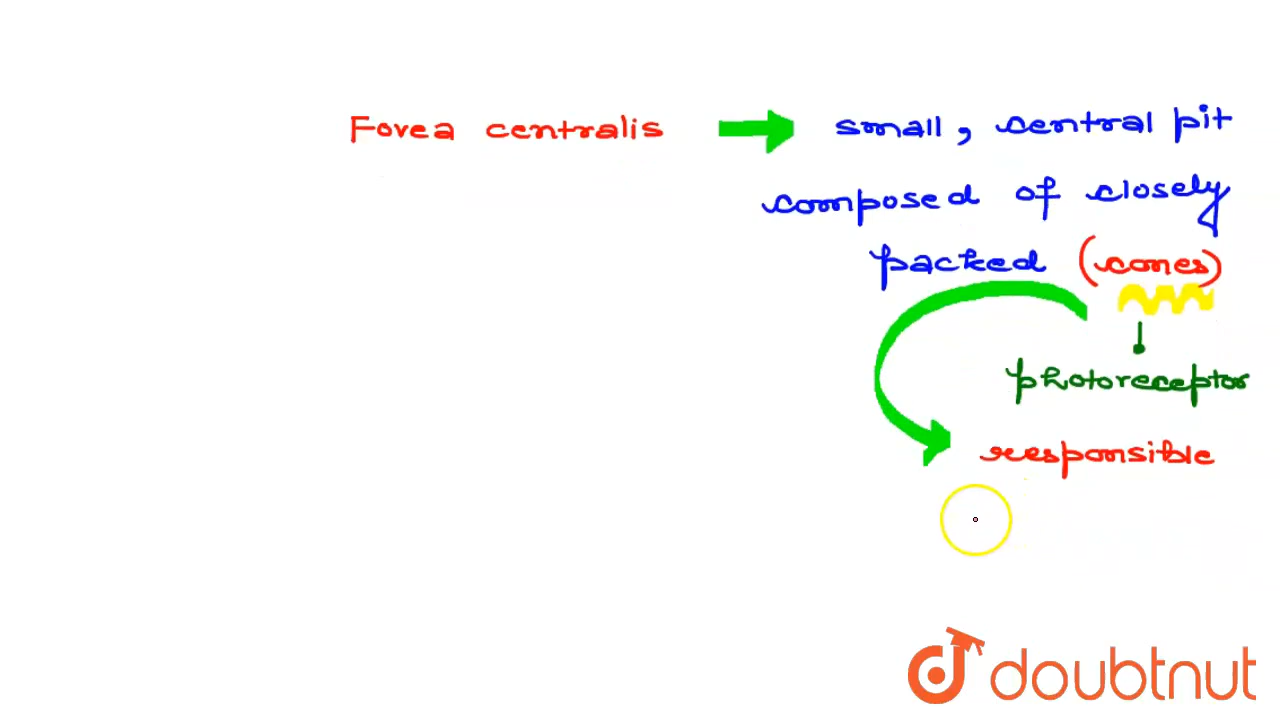 Fovea centralis small, central pit
composed of closely
packed (cones)
photoreceptor
responsible
doubtnut